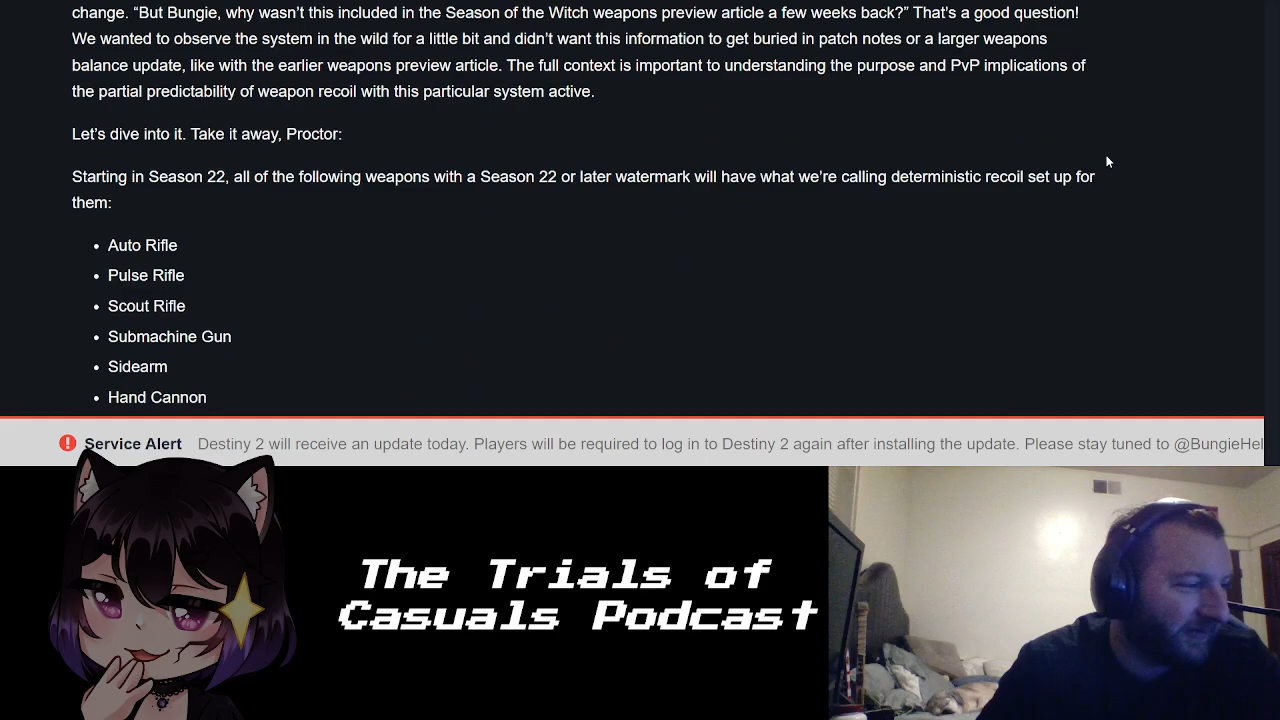 change. “But Bungie, why wasn’t this included in the Season of the Witch weapons preview article a few weeks back?” That’s a good question!
We wanted to observe the system in the wild for a little bit and didn’t want this information to get buried in patch notes or a larger weapons
balance update, like with the earlier weapons preview article. The full context is important to understanding the purpose and PvP implications of
the partial predictability of weapon recoil with this particular system active.
Let’s dive into it. Take it away, Proctor:
Starting in Season 22, all of the following weapons with a Season 22 or later watermark will have what we’re calling deterministic recoil set up for
them:
• Auto Rifle
• Pulse Rifle
• Scout Rifle
• Submachine Gun
• Sidearm
• Hand Cannon
Service Alert Destiny 2 will receive an update today. Players will be required to log in to Destiny 2 again after installing the update. Please stay tuned to @BungieHel
The Trials of
Casuals Podcast